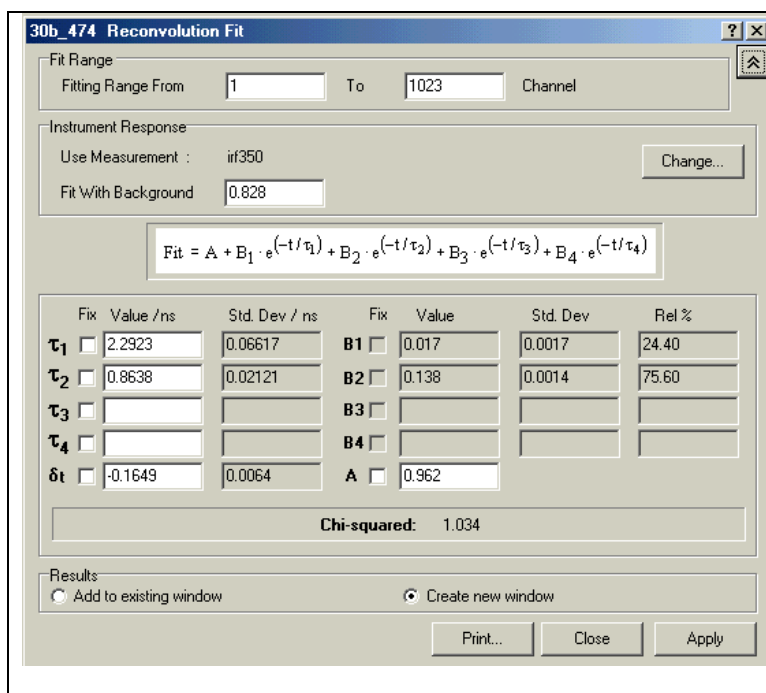 30b_474 Reconvolution Fit
Fit Range
Fitting Range From 1 To 1023 Channel
Instrument Response
Use Measurement : irf350 Change...
Fit With Background 0.828
Fit = A + B₁ · e^(−t/τ₁) + B₂ · e^(−t/τ₂) + B₃ · e^(−t/τ₃) + B₄ · e^(−t/τ₄)
Fix Value /ns Std. Dev / ns Fix Value Std. Dev Rel %
τ₁ 2.2923 0.06617 B1 0.017 0.0017 24.40
τ₂ 0.8638 0.02121 B2 0.138 0.0014 75.60
τ₃ B3
τ₄ B4
δt -0.1649 0.0064 A 0.962
Chi-squared: 1.034
Results
Add to existing window Create new window
Print... Close Apply